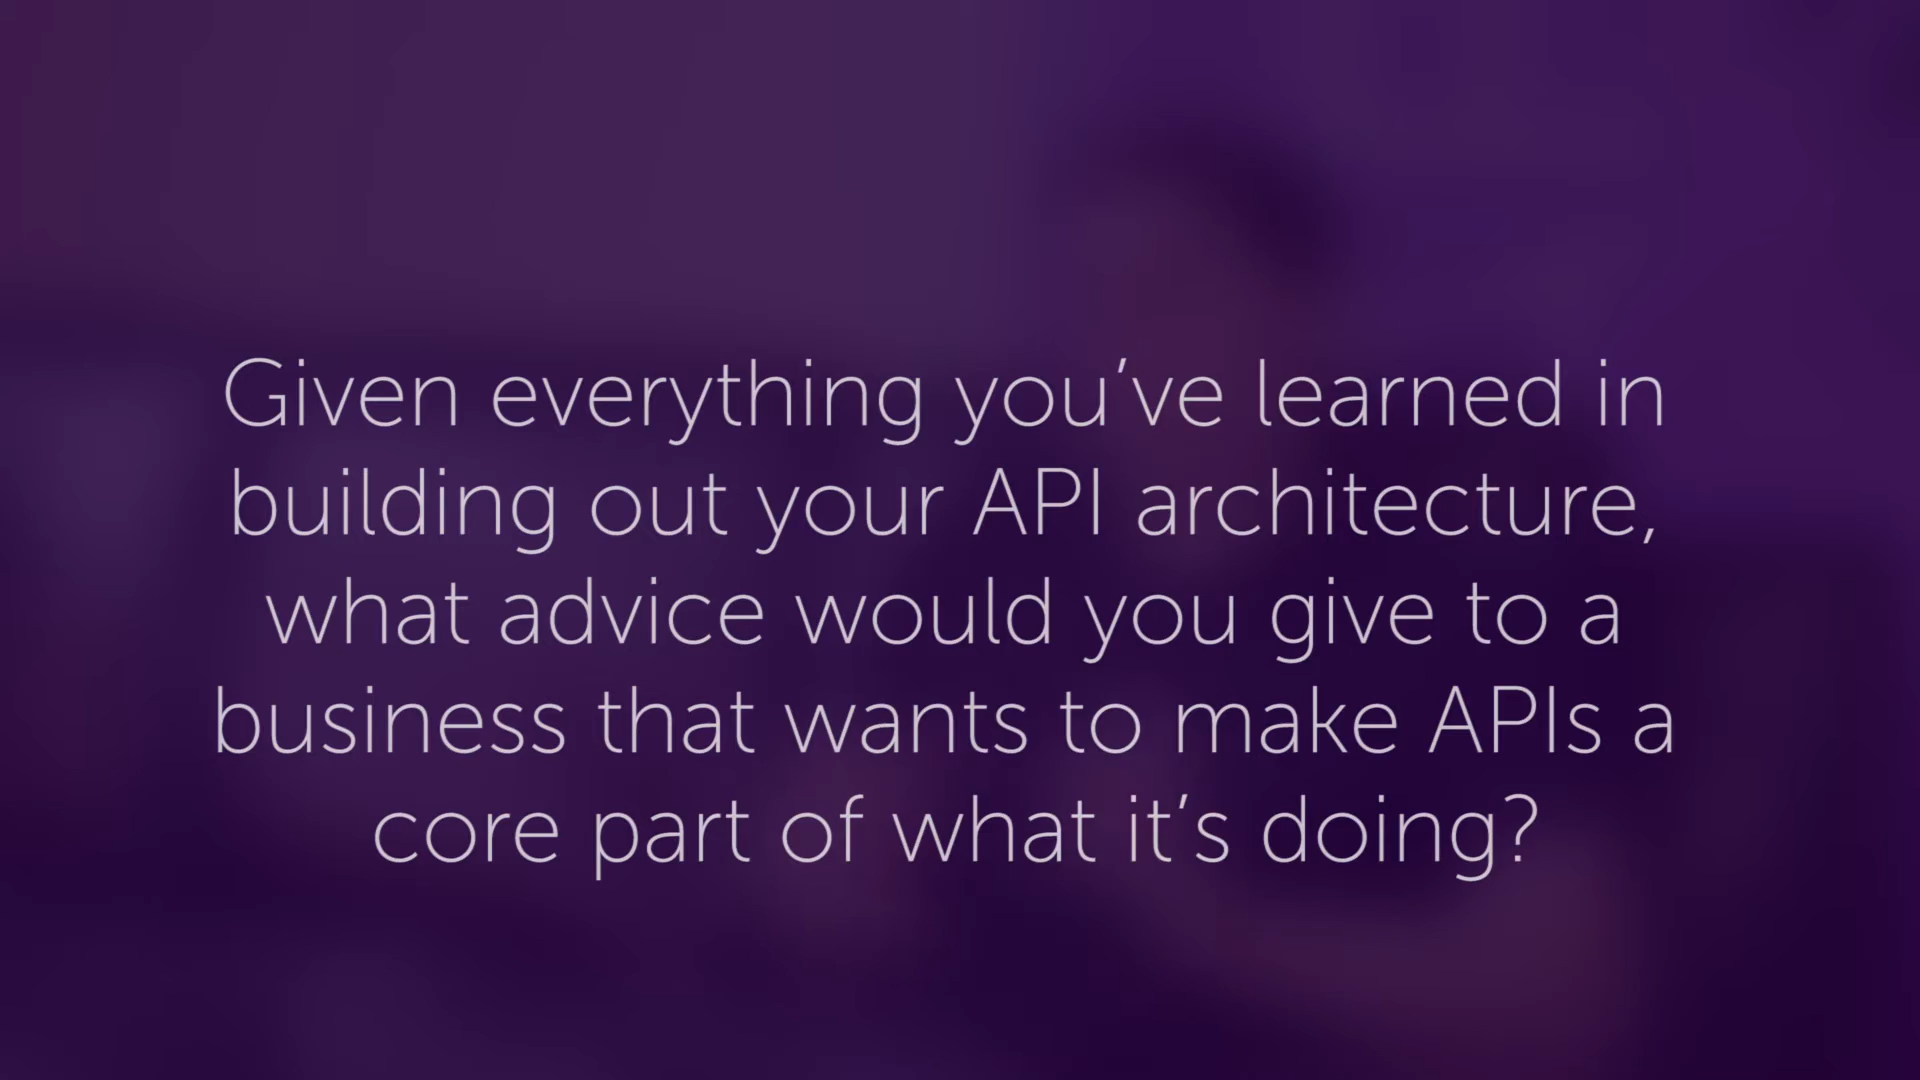 Given everything you’ve learned in
building out your API architecture,
what advice would you give to a
business that wants to make APIs a
core part of what it’s doing?